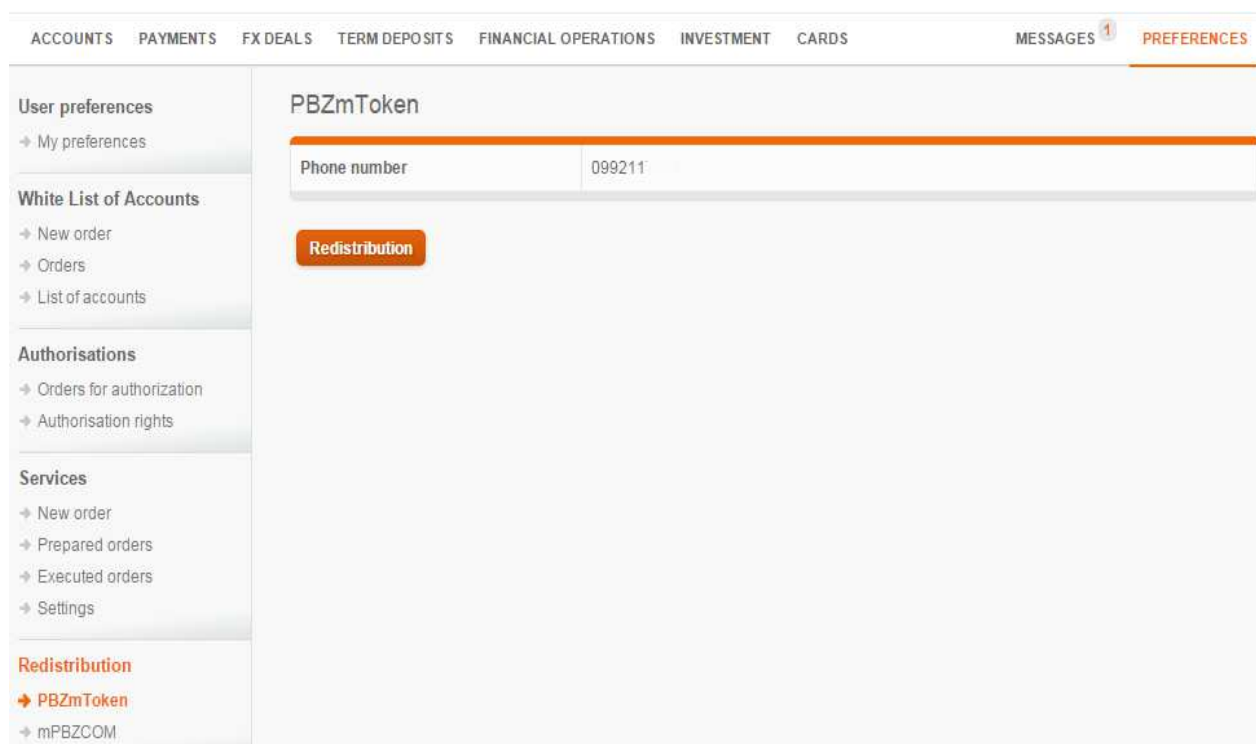 ACCOUNTS PAYMENTS FX DEALS TERM DEPOSITS FINANCIAL OPERATIONS INVESTMENT CARDS MESSAGES 1 PREFERENCES
User preferences
My preferences
White List of Accounts
New order
Orders
List of accounts
Authorisations
Orders for authorization
Authorisation rights
Services
New order
Prepared orders
Executed orders
Settings
Redistribution
PBZmToken
mPBZCOM
PBZmToken
Phone number 099211
Redistribution